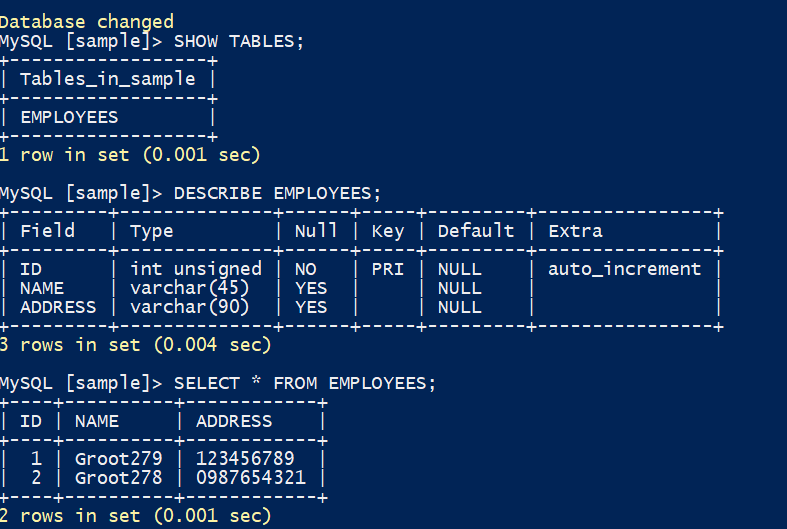 Database changed
MySQL [sample]> SHOW TABLES;
+------------------+
| Tables_in_sample |
+------------------+
| EMPLOYEES        |
+------------------+
1 row in set (0.001 sec)
MySQL [sample]> DESCRIBE EMPLOYEES;
+---------+--------------+------+-----+---------+----------------+
| Field   | Type         | Null | Key | Default | Extra          |
+---------+--------------+------+-----+---------+----------------+
| ID      | int unsigned | NO   | PRI | NULL    | auto_increment |
| NAME    | varchar(45)  | YES  |     | NULL    |                |
| ADDRESS | varchar(90)  | YES  |     | NULL    |                |
+---------+--------------+------+-----+---------+----------------+
3 rows in set (0.004 sec)
MySQL [sample]> SELECT * FROM EMPLOYEES;
+----+----------+------------+
| ID | NAME     | ADDRESS    |
+----+----------+------------+
|  1 | Groot279 | 123456789  |
|  2 | Groot278 | 0987654321 |
+----+----------+------------+
2 rows in set (0.001 sec)